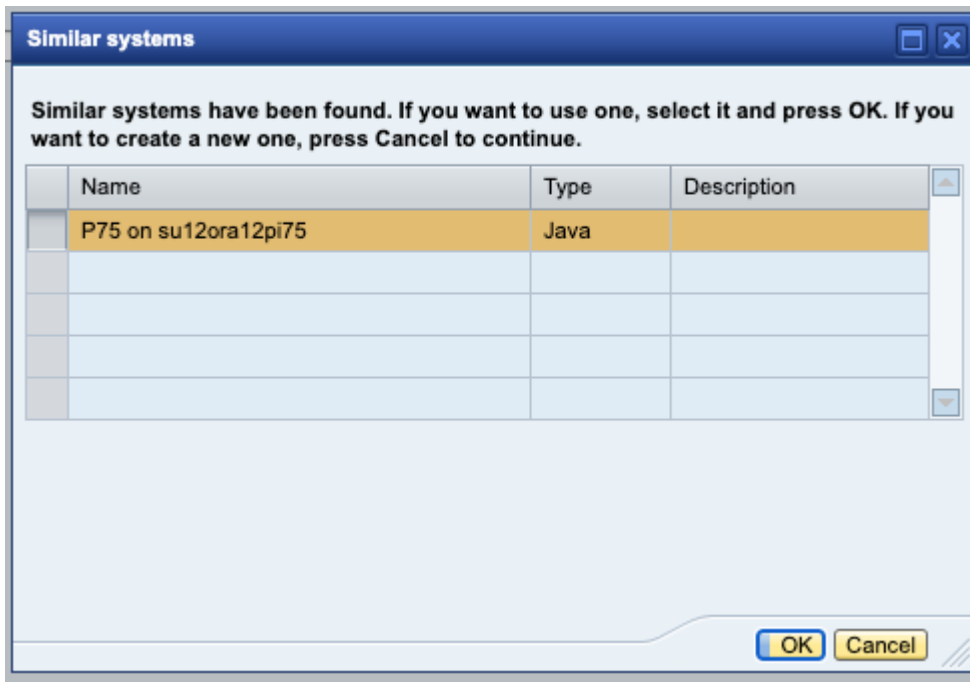 Similar systems
Similar systems have been found. If you want to use one, select it and press OK. If you
want to create a new one, press Cancel to continue.
Name Type Description
P75 on su12ora12pi75 Java
OK Cancel